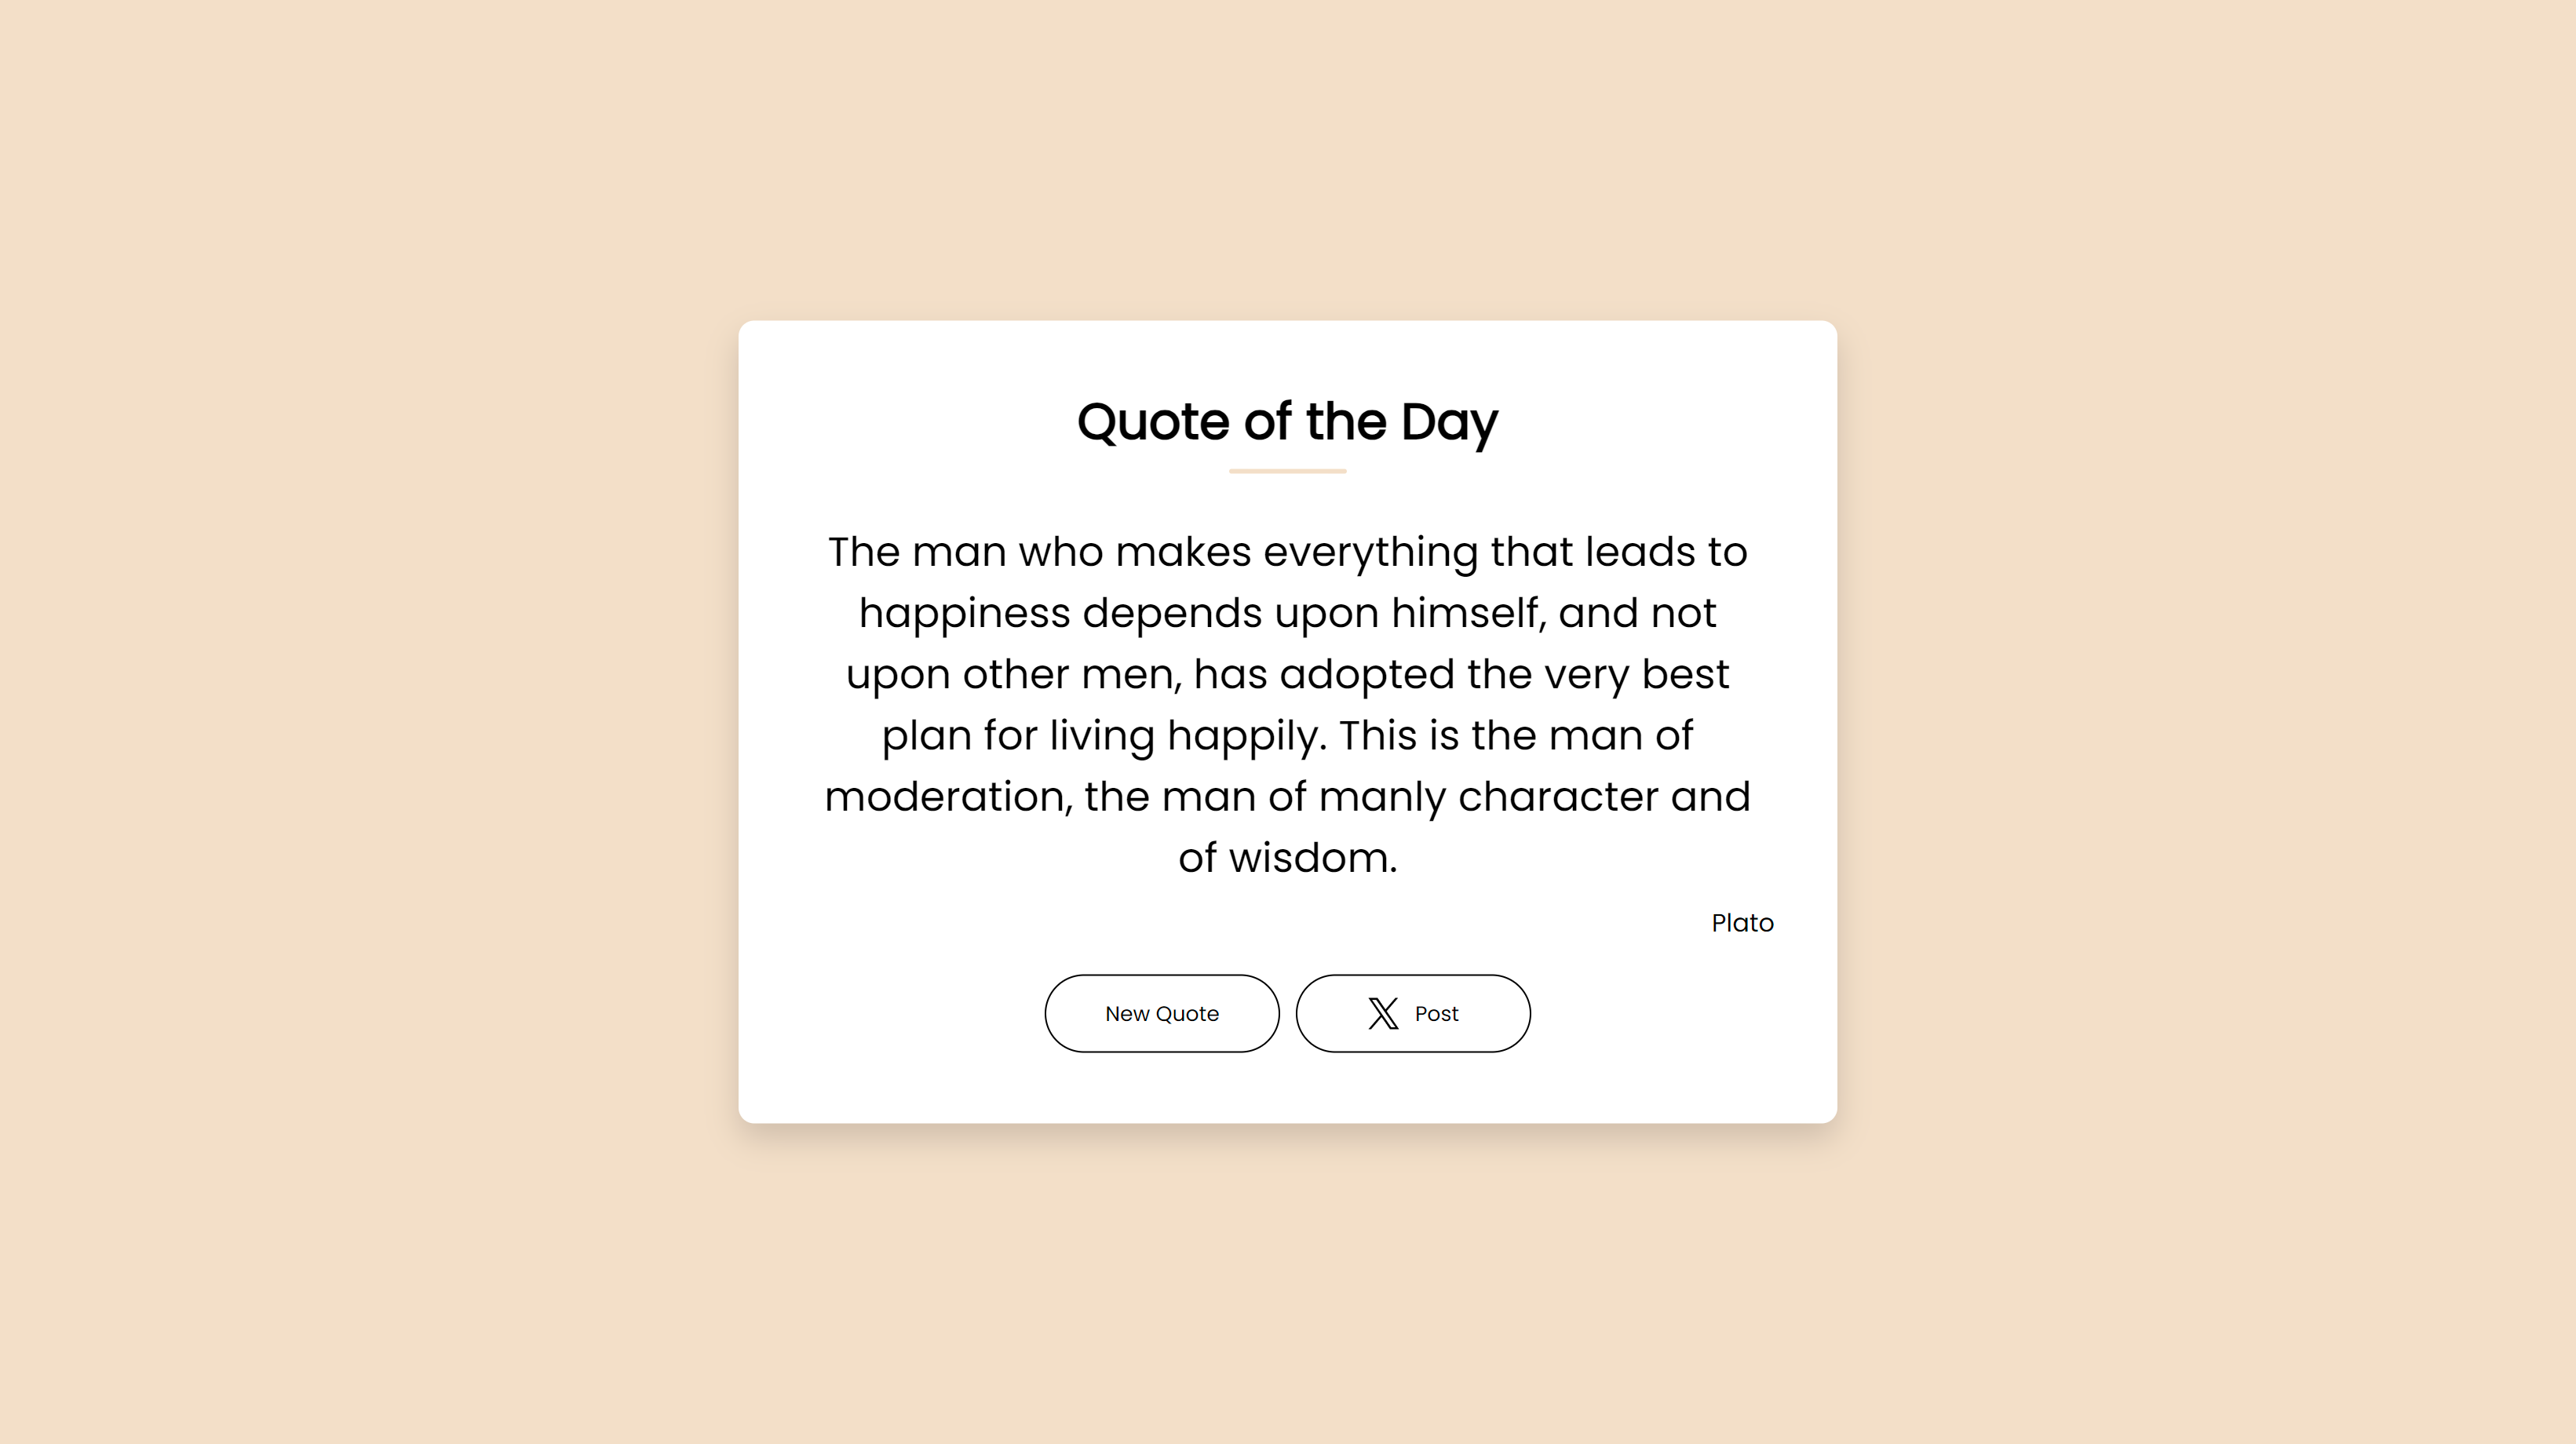 Quote of the Day
The man who makes everything that leads to
happiness depends upon himself, and not
upon other men, has adopted the very best
plan for living happily. This is the man of
moderation, the man of manly character and
of wisdom.
Plato
New Quote
Post